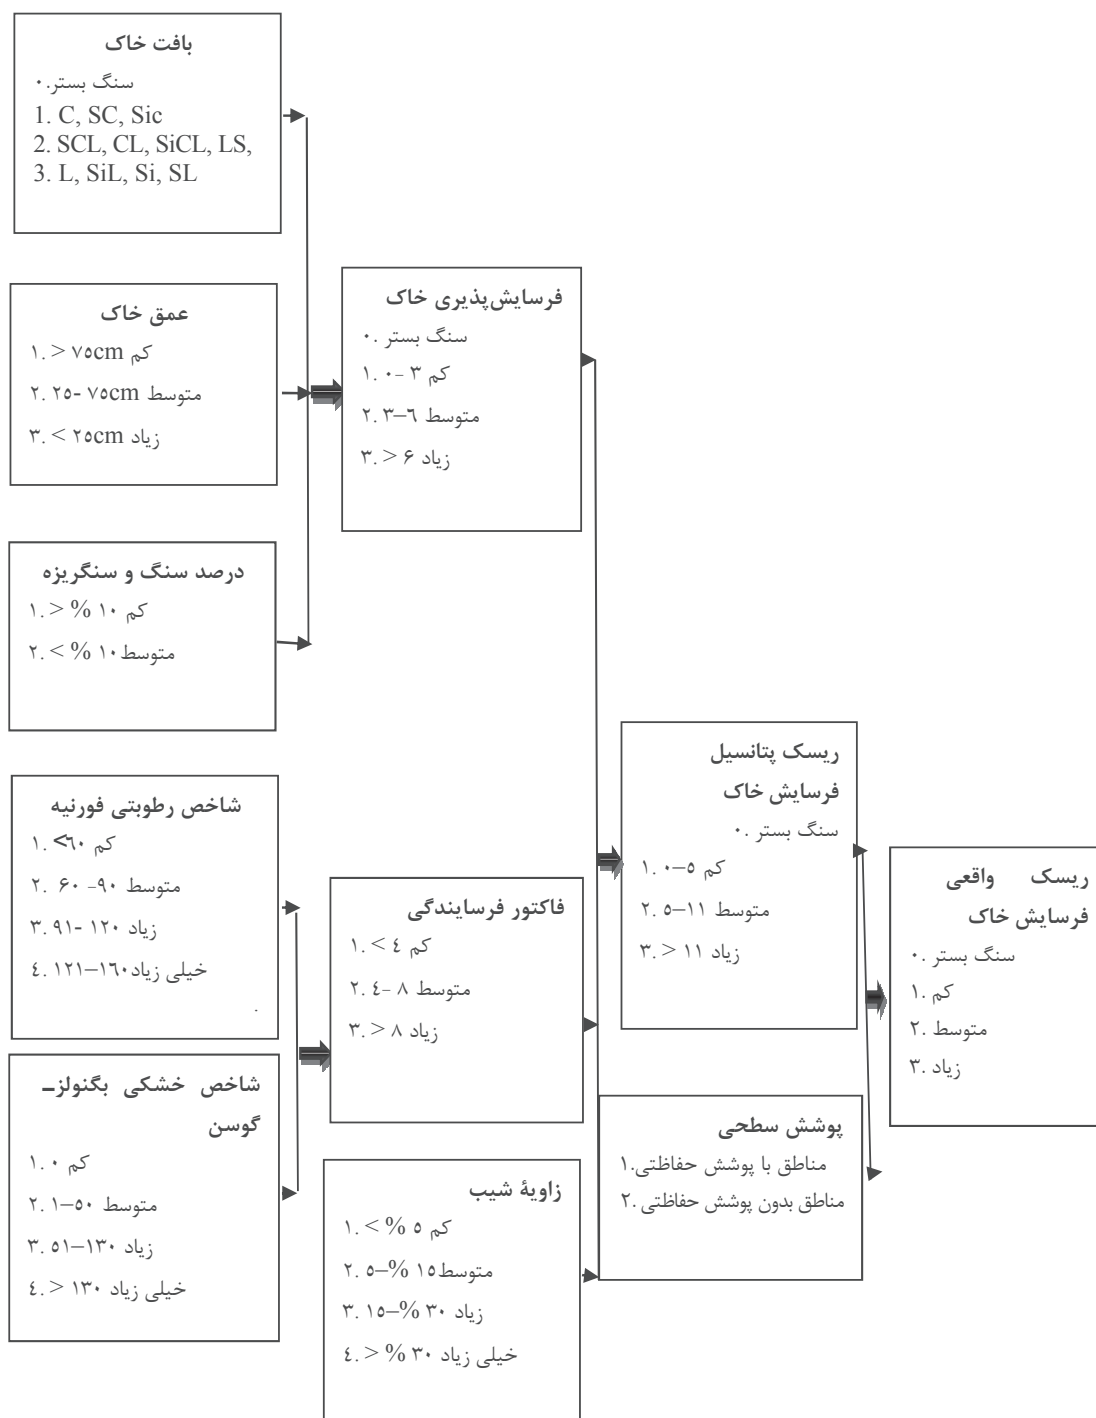 بافت خاک
۰. سنگ بستر
1. C, SC, Sic
2. SCL, CL, SiCL, LS,
3. L, SiL, Si, SL
عمق خاک
۱. > ۷۵cm کم
۲. ۲۵- ۷۵cm متوسط
۳. < ۲۵cm زیاد
درصد سنگ و سنگریزه
۱. > % ۱۰ کم
۲. < % ۱۰ متوسط
فرسایش‌پذیری خاک
۰. سنگ بستر
۱. ۰- ۳ کم
۲. ۳–۶ متوسط
۳. > ۶ زیاد
شاخص رطوبتی فورنیه
۱. <۶۰ کم
۲. ۶۰ -۹۰ متوسط
۳. ۹۱- ۱۲۰ زیاد
۴. ۱۲۱–۱۶۰ خیلی زیاد
.
شاخص خشکی بگنولز–
گوسن
۱. ۰ کم
۲. ۱–۵۰ متوسط
۳. ۵۱–۱۳۰ زیاد
۴. > ۱۳۰ خیلی زیاد
فاکتور فرسایندگی
۱. < ۴ کم
۲. ۴- ۸ متوسط
۳. > ۸ زیاد
زاویۀ شیب
۱. < % ۵ کم
۲. ۵–% ۱۵ متوسط
۳. ۱۵–% ۳۰ زیاد
۴. > % ۳۰ خیلی زیاد
ریسک پتانسیل
فرسایش خاک
۰. سنگ بستر
۱. ۰–۵ کم
۲. ۵–۱۱ متوسط
۳. > ۱۱ زیاد
پوشش سطحی
۱. مناطق با پوشش حفاظتی
۲. مناطق بدون پوشش حفاظتی
ریسک واقعی
فرسایش خاک
۰. سنگ بستر
۱. کم
۲. متوسط
۳. زیاد